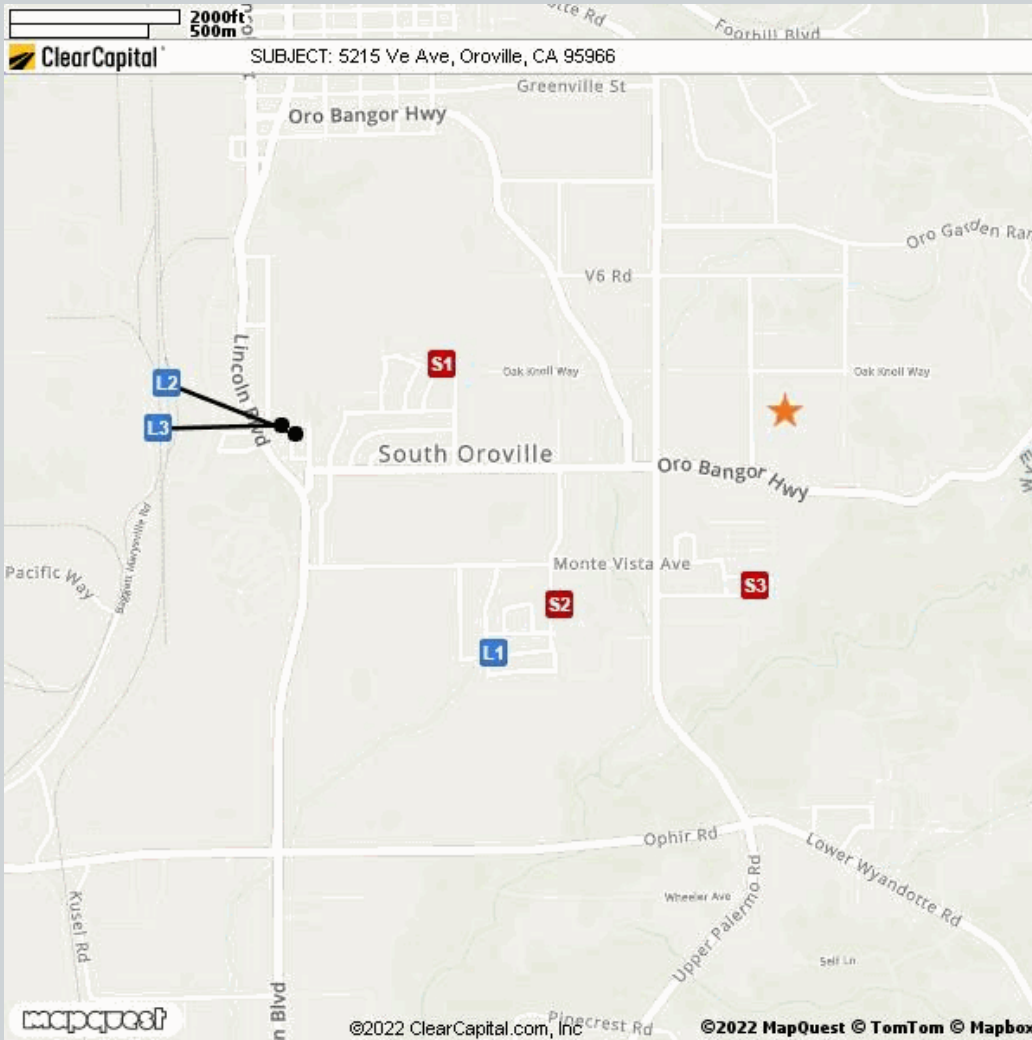 2000ft
500m
Foothill Blvd
ClearCapital
SUBJECT: 5215 Ve Ave, Oroville, CA 95966
Greenville St
Oro Bangor Hwy
V6 Rd
Lincoln Blvd
L2
S1
Oak Knoll Way
Oak Knoll Way
L3
South Oroville
Oro Bangor Hwy
Pacific Way
Monte Vista Ave
S3
S2
L1
Ophir Rd
Lower Wyandotte Rd
Kusel Rd
Wheeler Ave
Upper Palermo Rd
Self Ln
n Blvd
mapquest
©2022 ClearCapital.com, Inc
Pinecrest Rd
©2022 MapQuest © TomTom © Mapbox